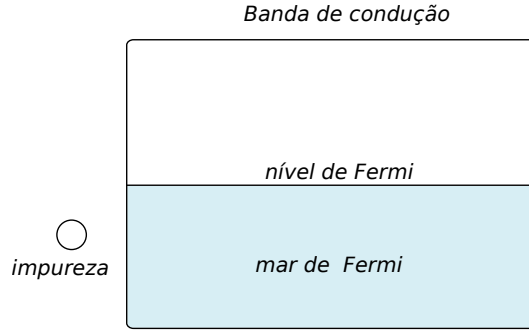 Banda de condução
nível de Fermi
impureza
mar de Fermi